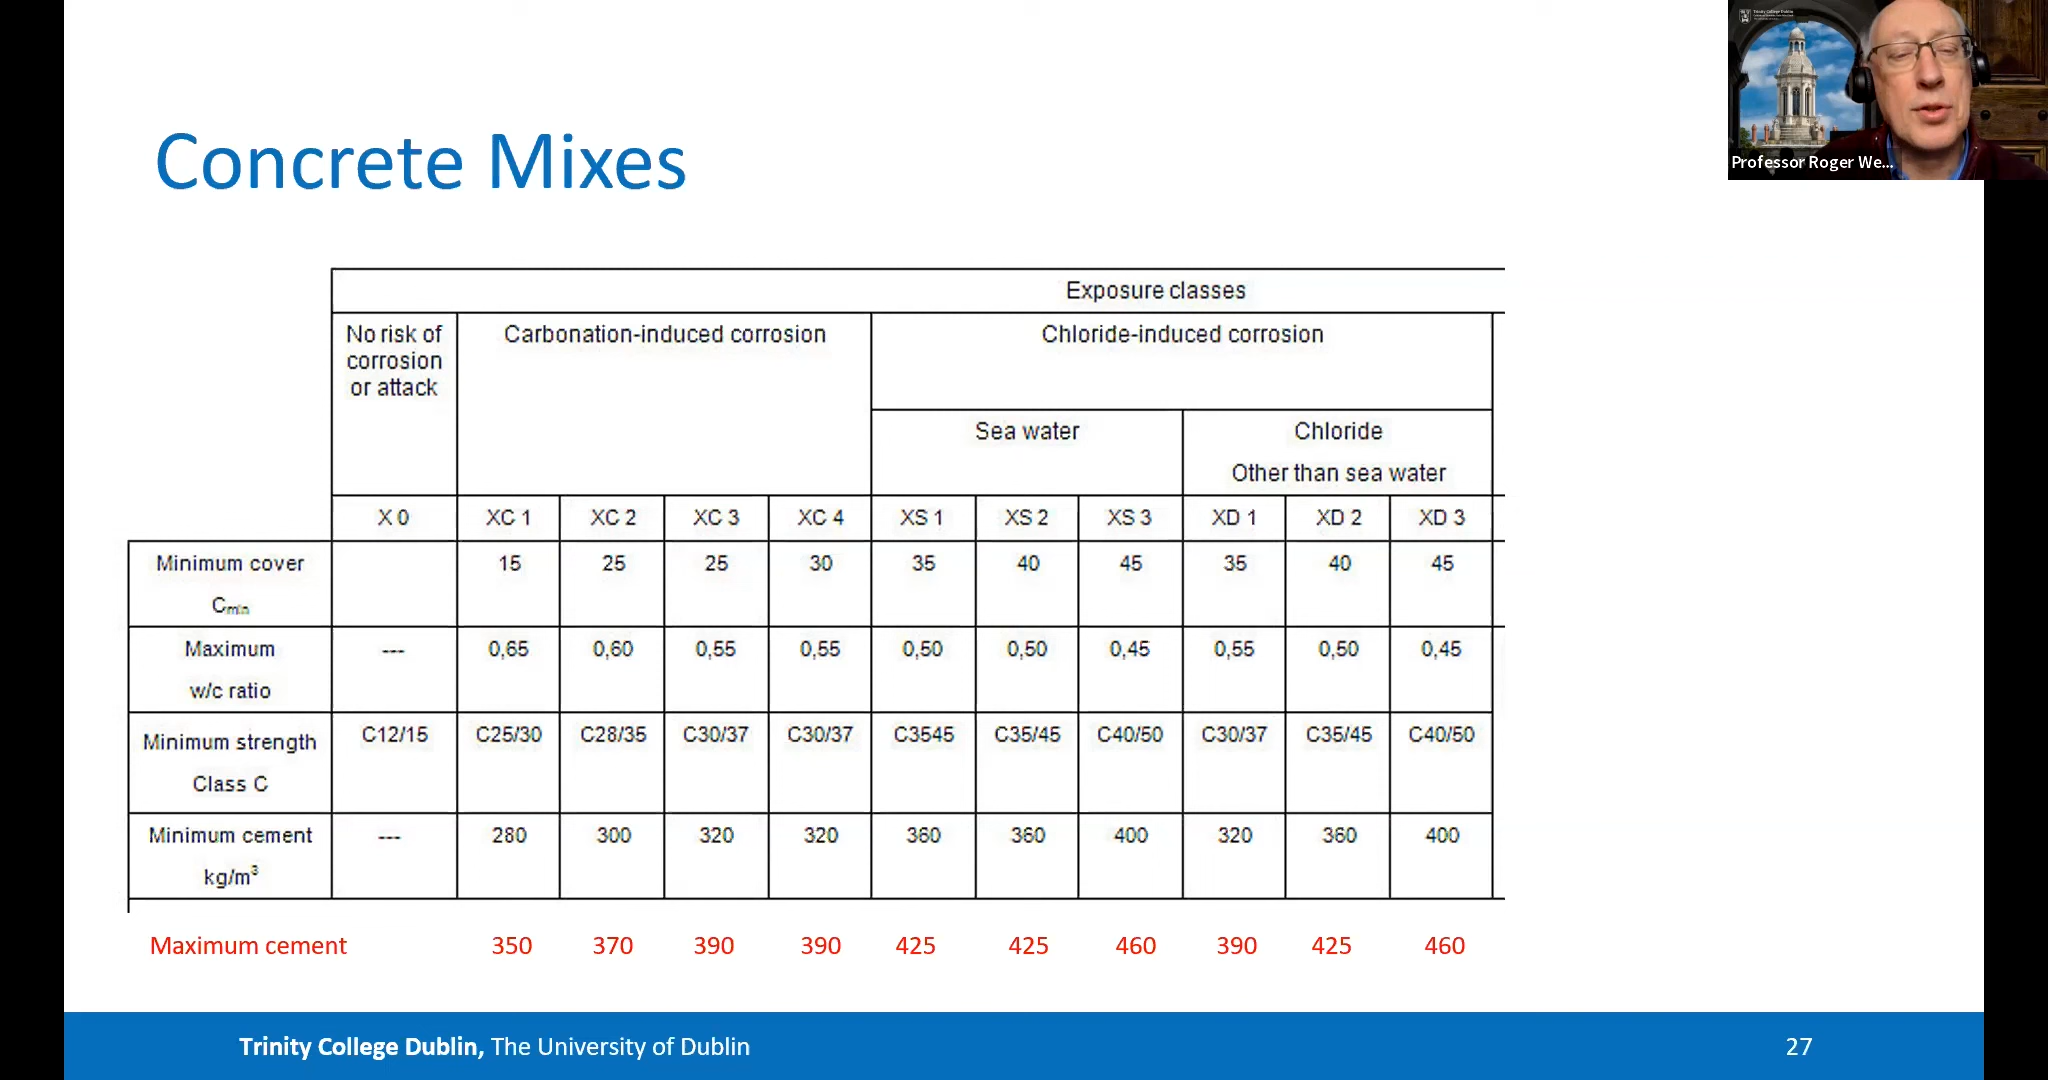 Professor Roger We...
Concrete Mixes
Exposure classes
No risk of
corrosion
or attack
Carbonation-induced corrosion
Chloride-induced corrosion
Sea water
Chloride
Other than sea water
X 0 XC 1 XC 2 XC 3 XC 4 XS 1 XS 2 XS 3 XD 1 XD 2 XD 3
Minimum cover
Cmin
15 25 25 30 35 40 45 35 40 45
Maximum
w/c ratio
--- 0,65 0,60 0,55 0,55 0,50 0,50 0,45 0,55 0,50 0,45
Minimum strength
Class C
C12/15 C25/30 C28/35 C30/37 C30/37 C3545 C35/45 C40/50 C30/37 C35/45 C40/50
Minimum cement
kg/m³
--- 280 300 320 320 360 360 400 320 360 400
Maximum cement 350 370 390 390 425 425 460 390 425 460
Trinity College Dublin, The University of Dublin
27